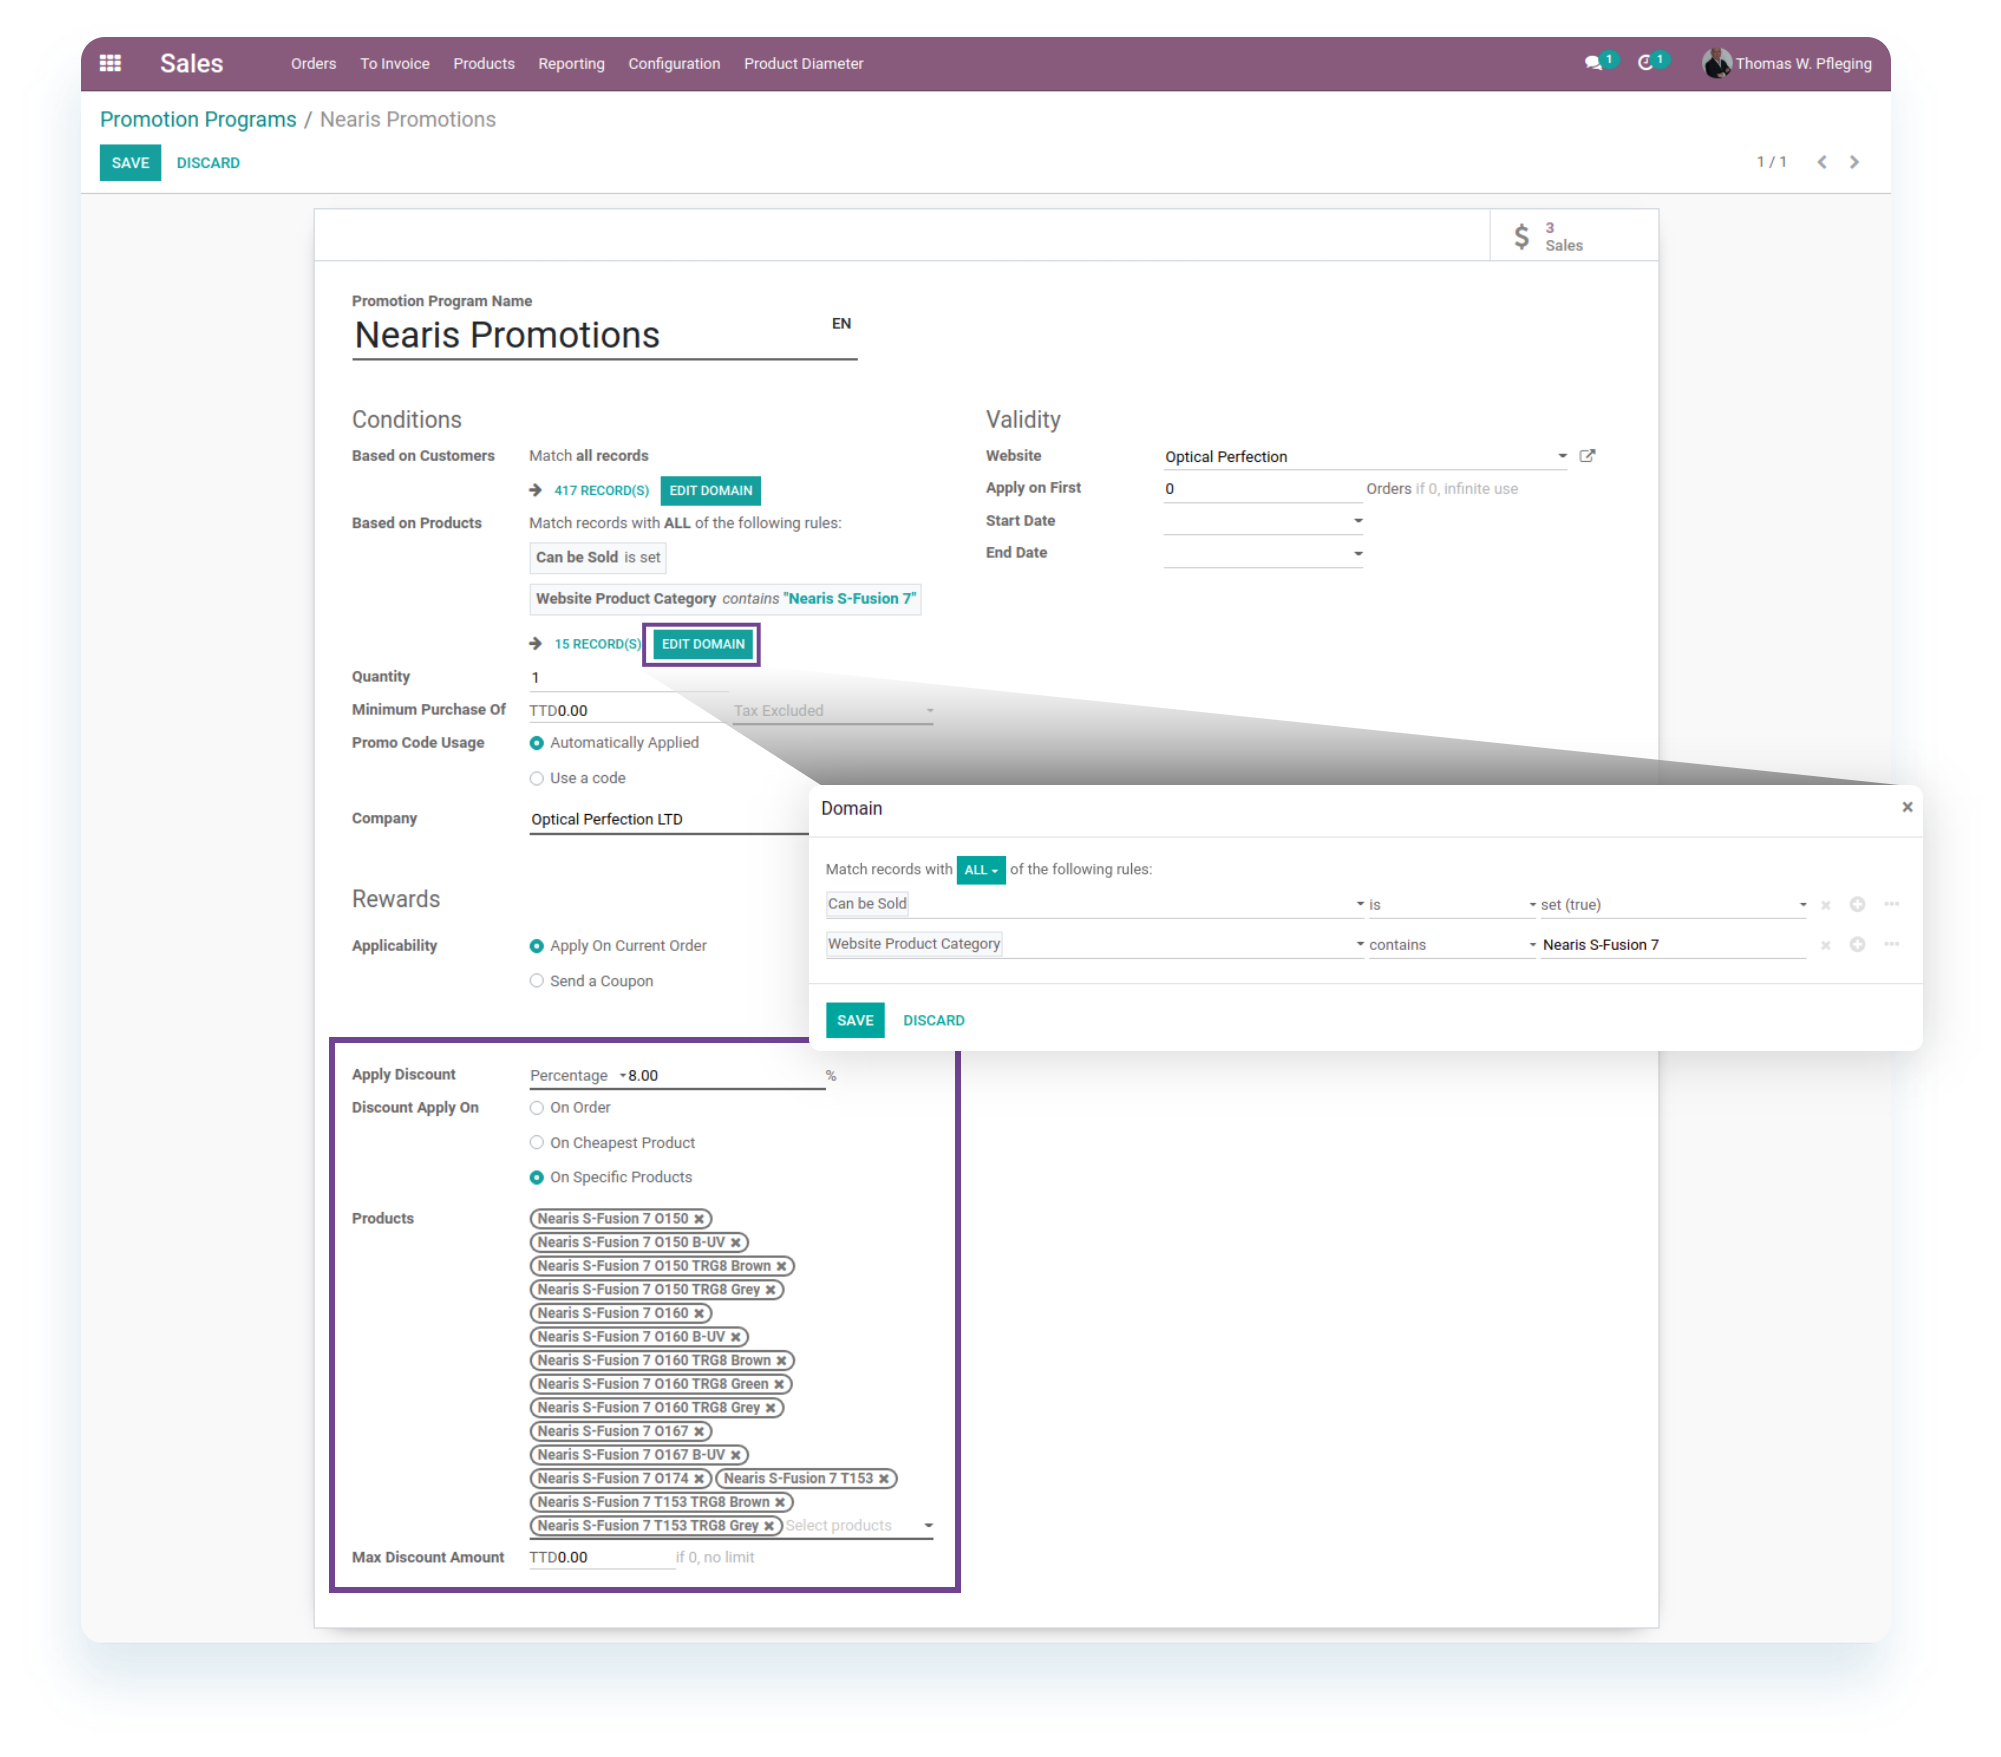 Sales Orders To Invoice Products Reporting Configuration Product Diameter 1 1 Thomas W. Pfleging
Promotion Programs / Nearis Promotions
SAVE DISCARD 1 / 1
$ 3
Sales
Promotion Program Name
Nearis Promotions EN
Conditions Validity
Based on Customers Match all records Website Optical Perfection
417 RECORD(S) EDIT DOMAIN Apply on First 0 Orders if 0, infinite use
Based on Products Match records with ALL of the following rules: Start Date
Can be Sold is set End Date
Website Product Category contains "Nearis S-Fusion 7"
15 RECORD(S) EDIT DOMAIN
Quantity 1
Minimum Purchase Of TTD0.00 Tax Excluded
Promo Code Usage Automatically Applied
Use a code
Company Optical Perfection LTD
Domain ×
Match records with ALL of the following rules:
Can be Sold is set (true)
Website Product Category contains Nearis S-Fusion 7
SAVE DISCARD
Rewards
Applicability Apply On Current Order
Send a Coupon
Apply Discount Percentage 8.00 %
Discount Apply On On Order
On Cheapest Product
On Specific Products
Products Nearis S-Fusion 7 O150 ×
Nearis S-Fusion 7 O150 B-UV ×
Nearis S-Fusion 7 O150 TRG8 Brown ×
Nearis S-Fusion 7 O150 TRG8 Grey ×
Nearis S-Fusion 7 O160 ×
Nearis S-Fusion 7 O160 B-UV ×
Nearis S-Fusion 7 O160 TRG8 Brown ×
Nearis S-Fusion 7 O160 TRG8 Green ×
Nearis S-Fusion 7 O160 TRG8 Grey ×
Nearis S-Fusion 7 O167 ×
Nearis S-Fusion 7 O167 B-UV ×
Nearis S-Fusion 7 O174 × Nearis S-Fusion 7 T153 ×
Nearis S-Fusion 7 T153 TRG8 Brown ×
Nearis S-Fusion 7 T153 TRG8 Grey × Select products
Max Discount Amount TTD0.00 if 0, no limit